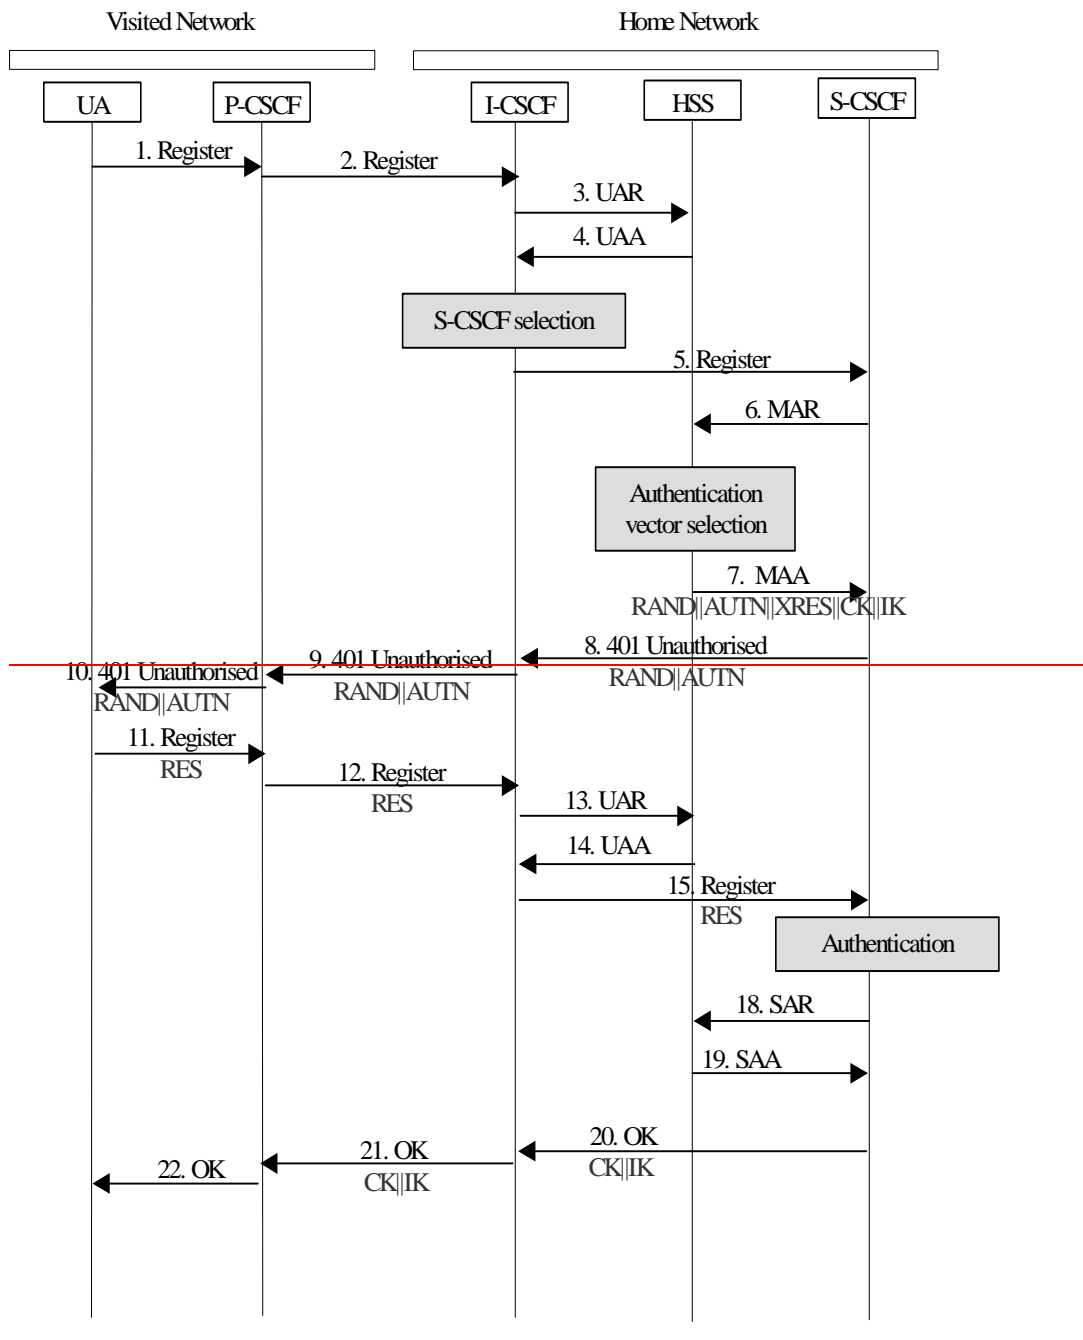 Visited Network
Home Network
UA
P-CSCF
I-CSCF
HSS
S-CSCF
1. Register
2. Register
3. UAR
4. UAA
S-CSCF selection
5. Register
6. MAR
Authentication
vector selection
7. MAA
RAND||AUTN||XRES||CK||IK
8. 401 Unauthorised
RAND||AUTN
9. 401 Unauthorised
RAND||AUTN
10. 401 Unauthorised
RAND||AUTN
11. Register
RES
12. Register
RES
13. UAR
14. UAA
15. Register
RES
Authentication
18. SAR
19. SAA
20. OK
CK||IK
21. OK
CK||IK
22. OK